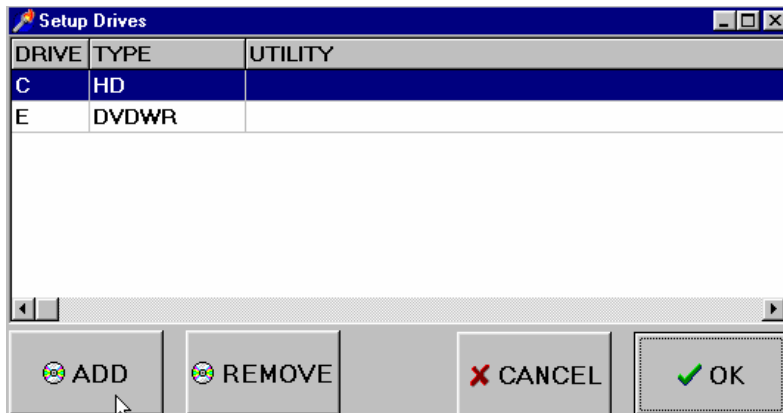 Setup Drives
DRIVE TYPE UTILITY
C HD
E DVDWR
ADD REMOVE CANCEL OK